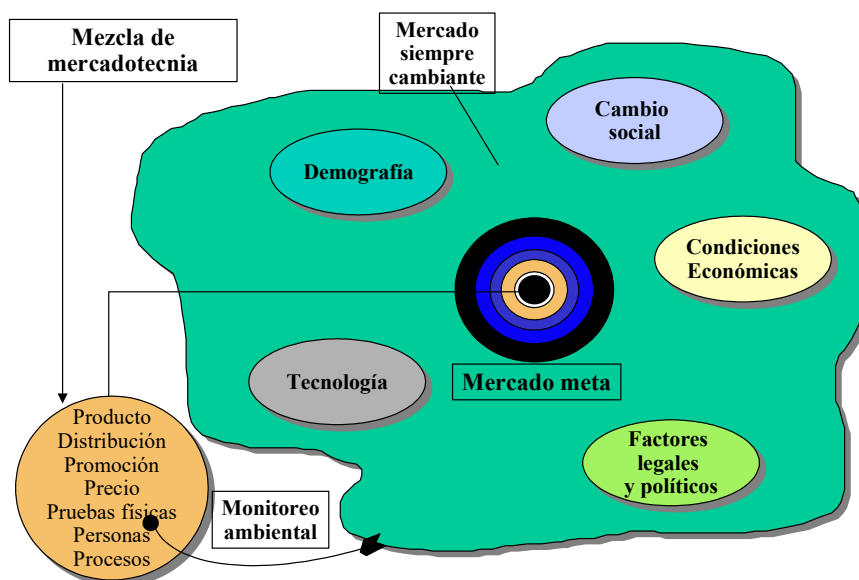 Mezcla de
mercadotecnia
Mercado
siempre
cambiante
Cambio
social
Demografía
Condiciones
Económicas
Tecnología
Mercado meta
Factores
legales
y políticos
Producto
Distribución
Promoción
Precio
Pruebas físicas
Personas
Procesos
Monitoreo
ambiental